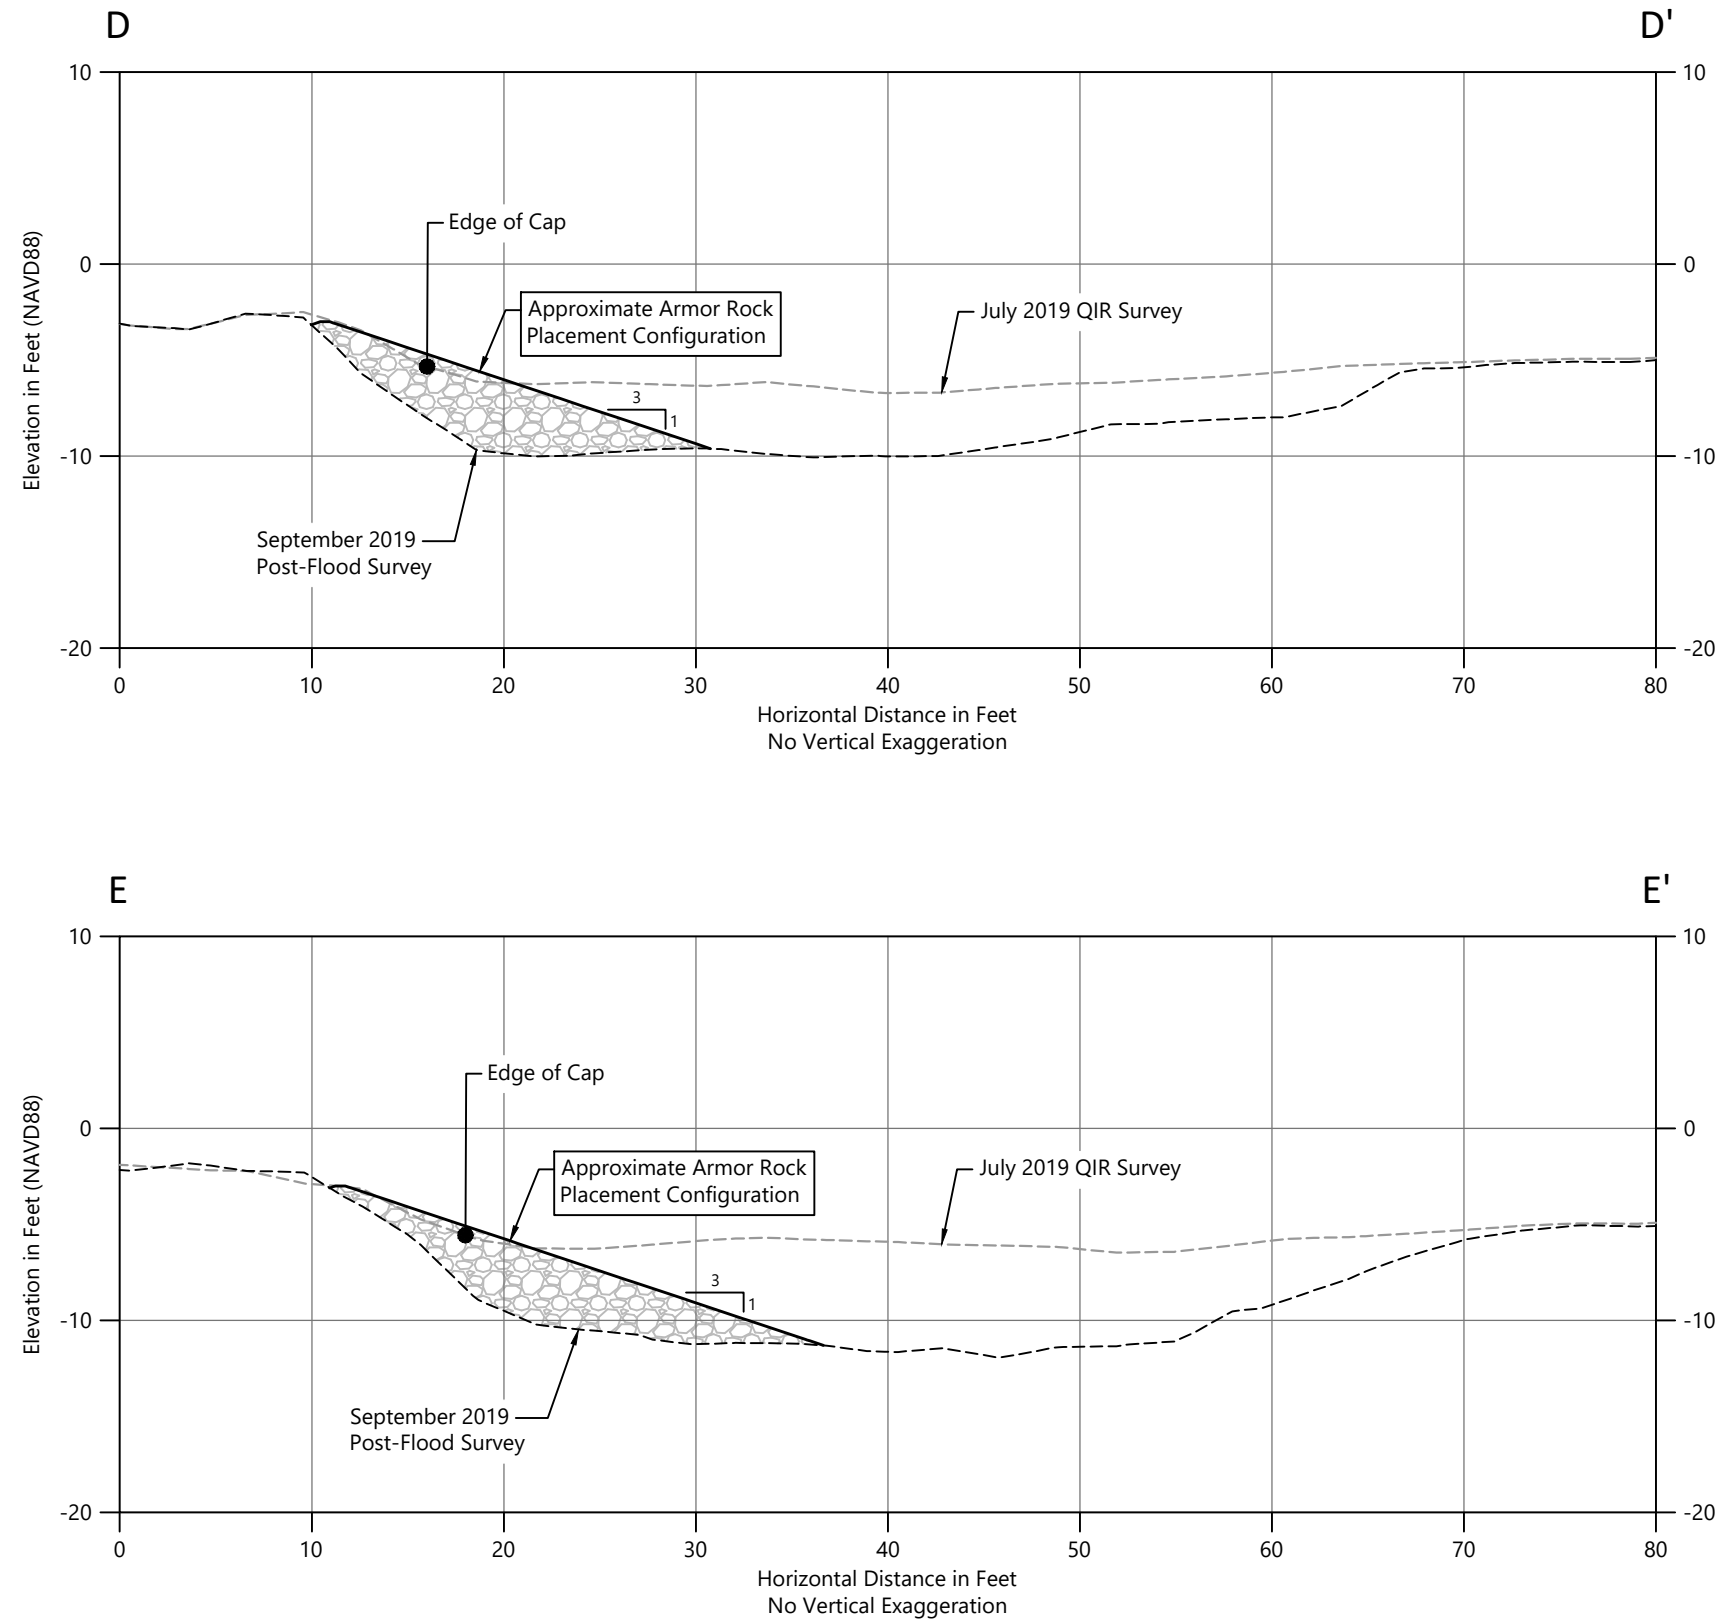 D D'
10 10
Edge of Cap
0 0
Approximate Armor Rock
Placement Configuration
July 2019 QIR Survey
3
1
Elevation in Feet (NAVD88)
-10 -10
September 2019
Post-Flood Survey
-20 -20
0 10 20 30 40 50 60 70 80
Horizontal Distance in Feet
No Vertical Exaggeration
E E'
10 10
Edge of Cap
0 0
Approximate Armor Rock
Placement Configuration
July 2019 QIR Survey
3
1
Elevation in Feet (NAVD88)
-10 -10
September 2019
Post-Flood Survey
-20 -20
0 10 20 30 40 50 60 70 80
Horizontal Distance in Feet
No Vertical Exaggeration